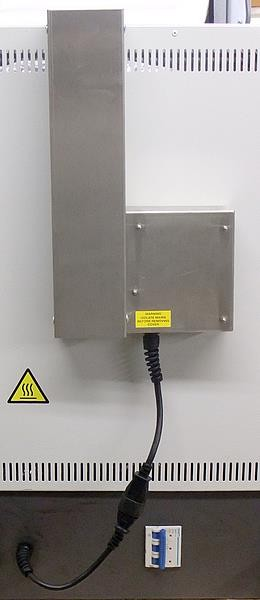 WARNING
ISOLATE MAINS
BEFORE REMOVING
COVER